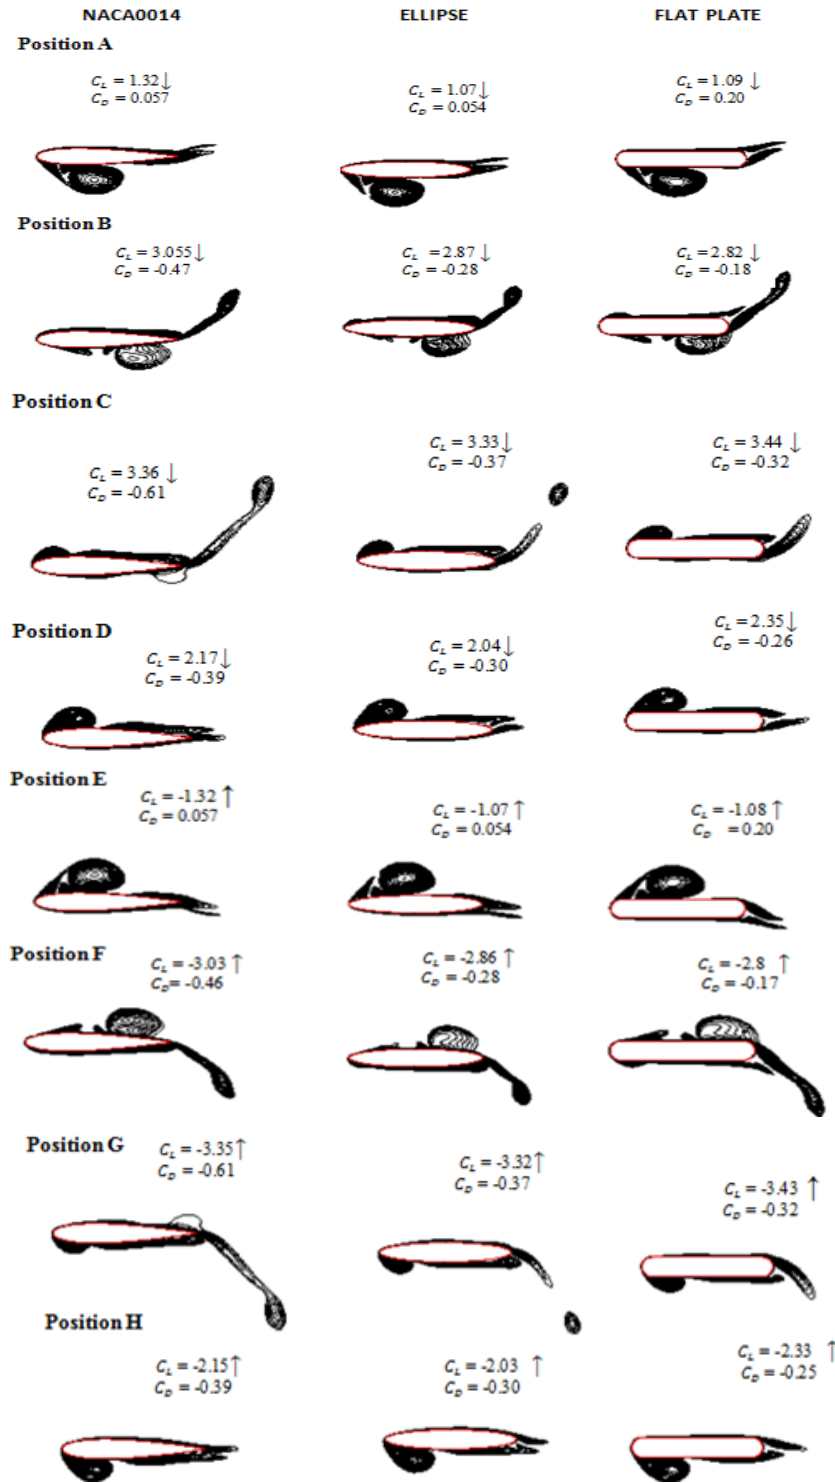 NACA0014 ELLIPSE FLAT PLATE
Position A
C_L = 1.32↓
C_D = 0.057
C_L = 1.07↓
C_D = 0.054
C_L = 1.09 ↓
C_D = 0.20
Position B
C_L = 3.055↓
C_D = -0.47
C_L = 2.87↓
C_D = -0.28
C_L = 2.82↓
C_D = -0.18
Position C
C_L = 3.36 ↓
C_D = -0.61
C_L = 3.33↓
C_D = -0.37
C_L = 3.44 ↓
C_D = -0.32
Position D
C_L = 2.17↓
C_D = -0.39
C_L = 2.04↓
C_D = -0.30
C_L = 2.35↓
C_D = -0.26
Position E
C_L = -1.32 ↑
C_D = 0.057
C_L = -1.07 ↑
C_D = 0.054
C_L = -1.08 ↑
C_D = 0.20
Position F
C_L = -3.03 ↑
C_D= -0.46
C_L = -2.86 ↑
C_D = -0.28
C_L = -2.8 ↑
C_D = -0.17
Position G
C_L = -3.35↑
C_D = -0.61
C_L = -3.32↑
C_D = -0.37
C_L = -3.43 ↑
C_D = -0.32
Position H
C_L = -2.15↑
C_D = -0.39
C_L = -2.03 ↑
C_D = -0.30
C_L = -2.33 ↑
C_D = -0.25